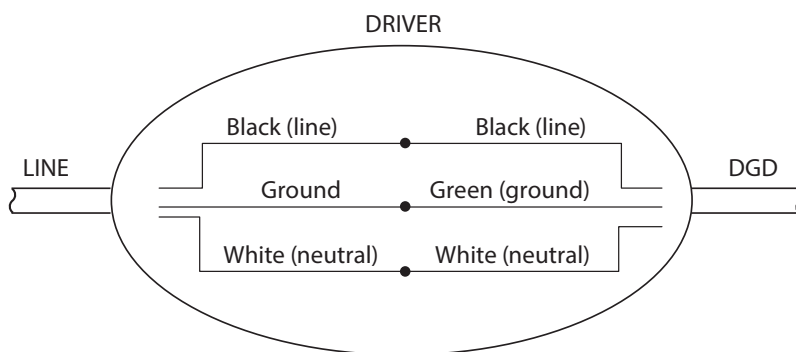 DRIVER
Black (line) Black (line)
LINE DGD
Ground Green (ground)
White (neutral) White (neutral)